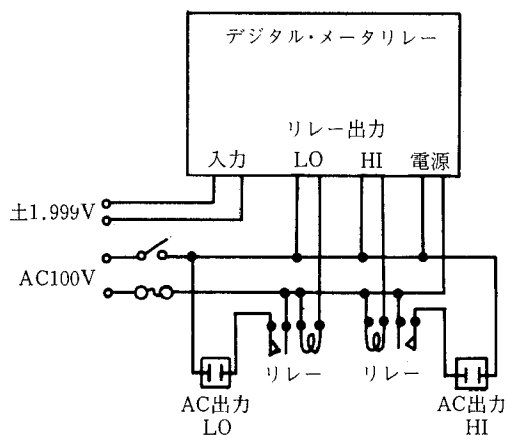 デジタル・メータリレー
リレー出力
入力 LO HI 電源
±1.999V
AC100V
リレー リレー
AC出力 AC出力
LO HI